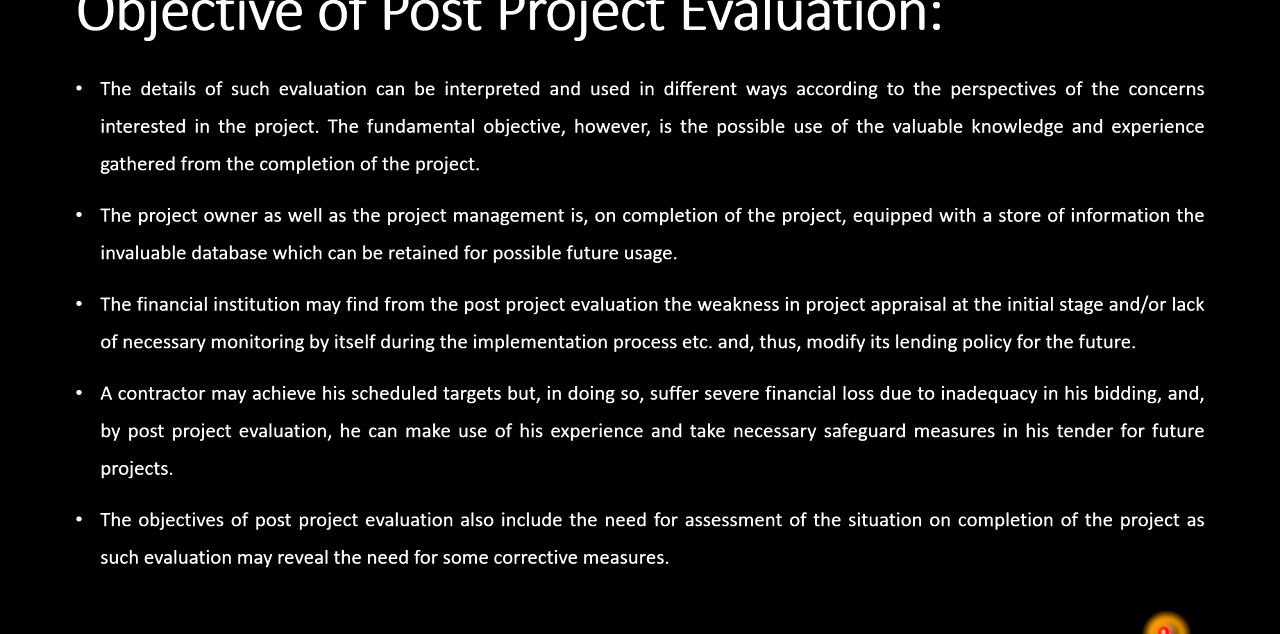 Objective of Post Project Evaluation:
• The details of such evaluation can be interpreted and used in different ways according to the perspectives of the concerns
interested in the project. The fundamental objective, however, is the possible use of the valuable knowledge and experience
gathered from the completion of the project.
• The project owner as well as the project management is, on completion of the project, equipped with a store of information the
invaluable database which can be retained for possible future usage.
• The financial institution may find from the post project evaluation the weakness in project appraisal at the initial stage and/or lack
of necessary monitoring by itself during the implementation process etc. and, thus, modify its lending policy for the future.
• A contractor may achieve his scheduled targets but, in doing so, suffer severe financial loss due to inadequacy in his bidding, and,
by post project evaluation, he can make use of his experience and take necessary safeguard measures in his tender for future
projects.
• The objectives of post project evaluation also include the need for assessment of the situation on completion of the project as
such evaluation may reveal the need for some corrective measures.